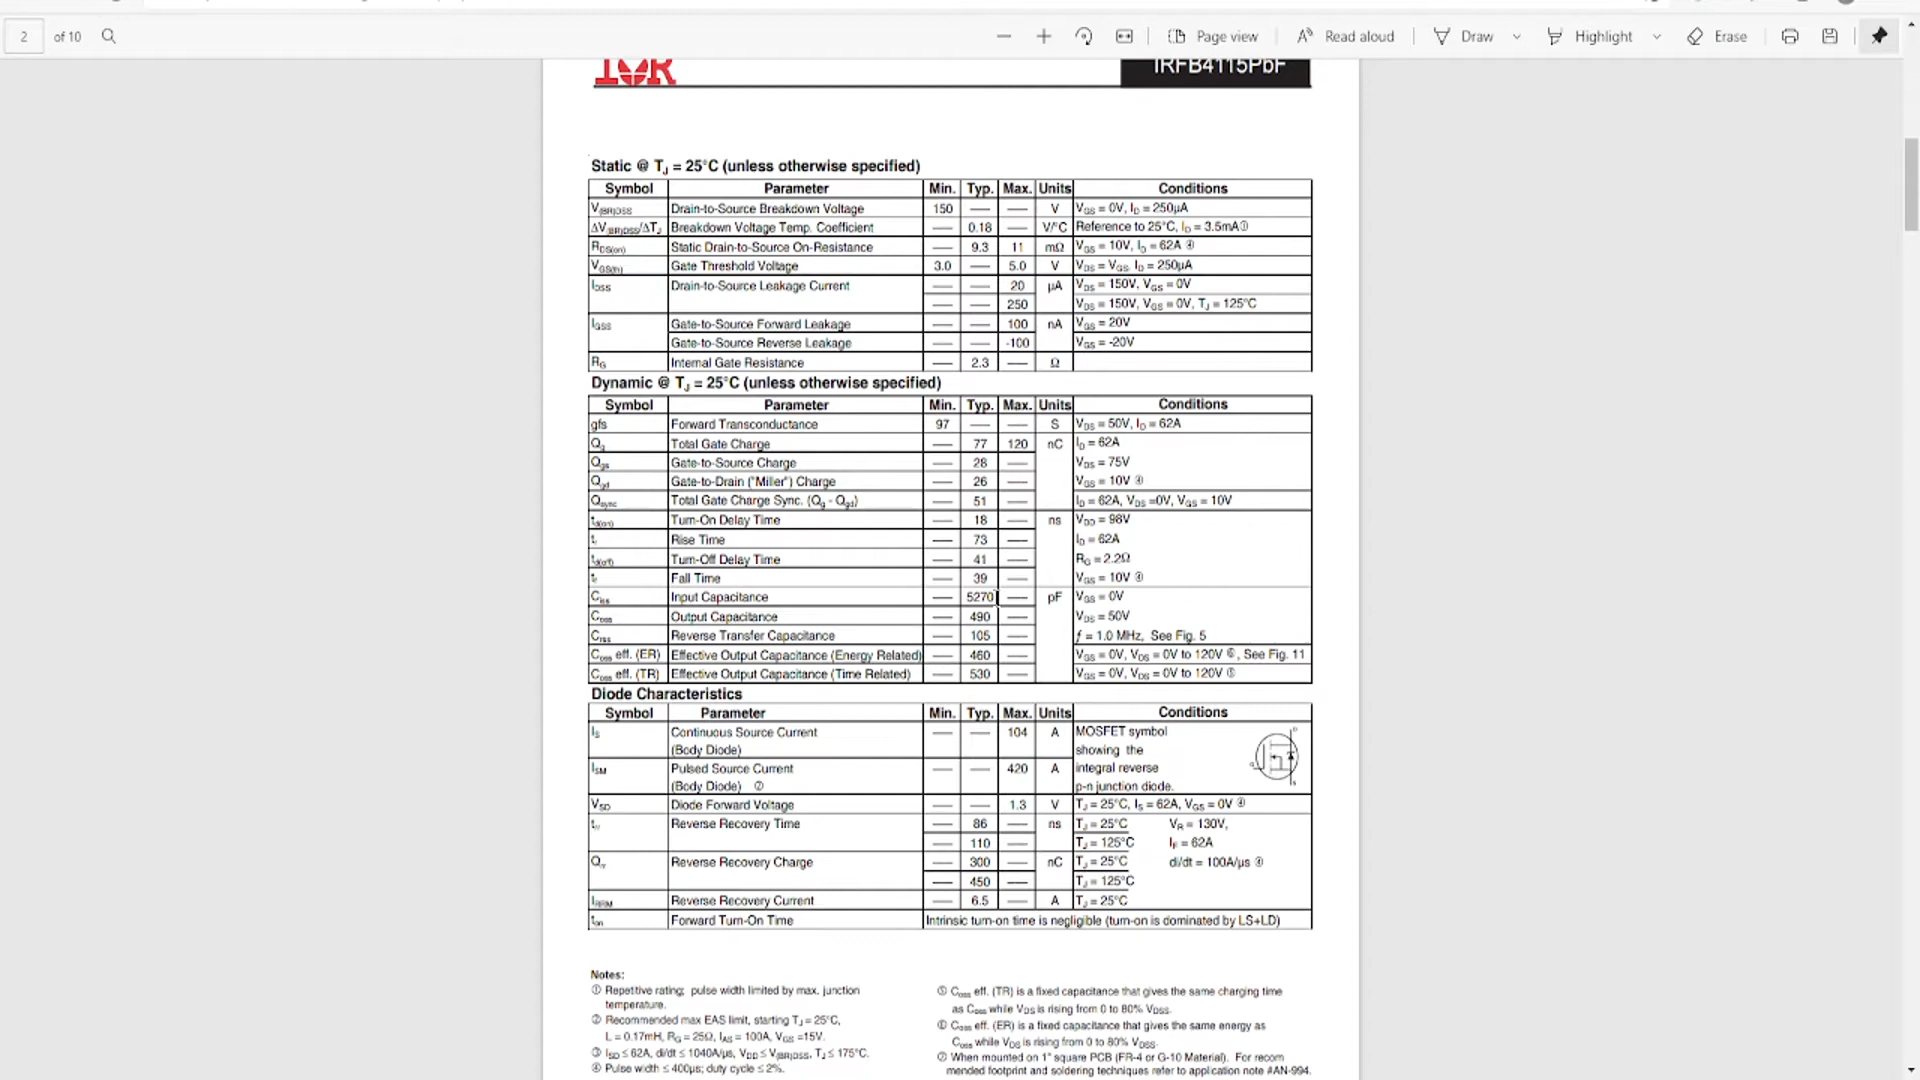 2 of 10 Page view Read aloud Draw Highlight Erase
IRFB4115PbF
Static @ TJ = 25°C (unless otherwise specified)
Symbol Parameter Min. Typ. Max. Units Conditions
V(BR)DSS Drain-to-Source Breakdown Voltage 150 — — V VGS = 0V, ID = 250µA
ΔV(BR)DSS/ΔTJ Breakdown Voltage Temp. Coefficient — 0.18 — V/°C Reference to 25°C, ID = 3.5mA①
RDS(on) Static Drain-to-Source On-Resistance — 9.3 11 mΩ VGS = 10V, ID = 62A ④
VGS(th) Gate Threshold Voltage 3.0 — 5.0 V VDS = VGS, ID = 250µA
IDSS Drain-to-Source Leakage Current — — 20 µA VDS = 150V, VGS = 0V
— — 250 VDS = 150V, VGS = 0V, TJ = 125°C
IGSS Gate-to-Source Forward Leakage — — 100 nA VGS = 20V
Gate-to-Source Reverse Leakage — — -100 VGS = -20V
RG Internal Gate Resistance — 2.3 — Ω
Dynamic @ TJ = 25°C (unless otherwise specified)
Symbol Parameter Min. Typ. Max. Units Conditions
gfs Forward Transconductance 97 — — S VDS = 50V, ID = 62A
Qg Total Gate Charge — 77 120 nC ID = 62A
Qgs Gate-to-Source Charge — 28 — VDS = 75V
Qgd Gate-to-Drain ("Miller") Charge — 26 — VGS = 10V ④
Qsync Total Gate Charge Sync. (Qg - Qgd) — 51 — ID = 62A, VDS =0V, VGS = 10V
td(on) Turn-On Delay Time — 18 — ns VDD = 98V
tr Rise Time — 73 — ID = 62A
td(off) Turn-Off Delay Time — 41 — RG = 2.2Ω
tf Fall Time — 39 — VGS = 10V ④
Ciss Input Capacitance — 5270 — pF VGS = 0V
Coss Output Capacitance — 490 — VDS = 50V
Crss Reverse Transfer Capacitance — 105 — ƒ = 1.0 MHz, See Fig. 5
Coss eff. (ER) Effective Output Capacitance (Energy Related) — 460 — VGS = 0V, VDS = 0V to 120V ⑥, See Fig. 11
Coss eff. (TR) Effective Output Capacitance (Time Related) — 530 — VGS = 0V, VDS = 0V to 120V ⑤
Diode Characteristics
Symbol Parameter Min. Typ. Max. Units Conditions
IS Continuous Source Current — — 104 A MOSFET symbol
(Body Diode) showing the
ISM Pulsed Source Current — — 420 A integral reverse
(Body Diode) ② p-n junction diode.
VSD Diode Forward Voltage — — 1.3 V TJ = 25°C, IS = 62A, VGS = 0V ④
trr Reverse Recovery Time — 86 — ns TJ = 25°C VR = 130V,
— 110 — TJ = 125°C IF = 62A
Qrr Reverse Recovery Charge — 300 — nC TJ = 25°C di/dt = 100A/µs ④
— 450 — TJ = 125°C
IRRM Reverse Recovery Current — 6.5 — A TJ = 25°C
ton Forward Turn-On Time Intrinsic turn-on time is negligible (turn-on is dominated by LS+LD)
Notes:
① Repetitive rating; pulse width limited by max. junction
temperature.
② Recommended max EAS limit, starting TJ = 25°C,
L = 0.17mH, RG = 25Ω, IAS = 100A, VGS =15V.
③ ISD ≤ 62A, di/dt ≤ 1040A/µs, VDD ≤ V(BR)DSS, TJ ≤ 175°C.
④ Pulse width ≤ 400µs; duty cycle ≤ 2%.
⑤ Coss eff. (TR) is a fixed capacitance that gives the same charging time
as Coss while VDS is rising from 0 to 80% VDSS.
⑥ Coss eff. (ER) is a fixed capacitance that gives the same energy as
Coss while VDS is rising from 0 to 80% VDSS.
⑦ When mounted on 1" square PCB (FR-4 or G-10 Material). For recom
mended footprint and soldering techniques refer to application note #AN-994.